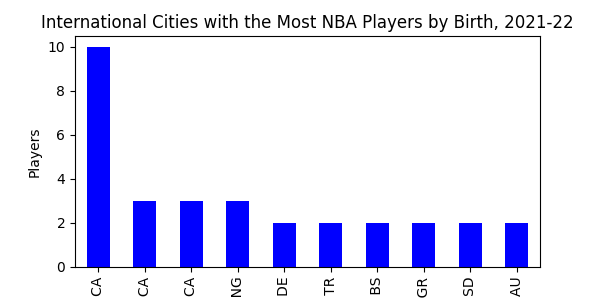 International Cities with the Most NBA Players by Birth, 2021-22
Players
10
8
6
4
2
0
CA
CA
CA
NG
DE
TR
BS
GR
SD
AU